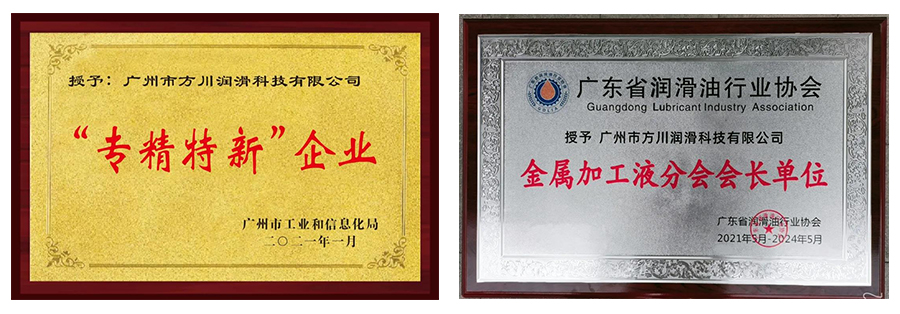 授予：广州市方川润滑科技有限公司
“专精特新”企业
广州市工业和信息化局
二〇二一年一月
广东省润滑油行业协会
Guangdong Lubricant Industry Association
授予 广州市方川润滑科技有限公司
金属加工液分会会长单位
广东省润滑油行业协会
2021年5月-2024年5月